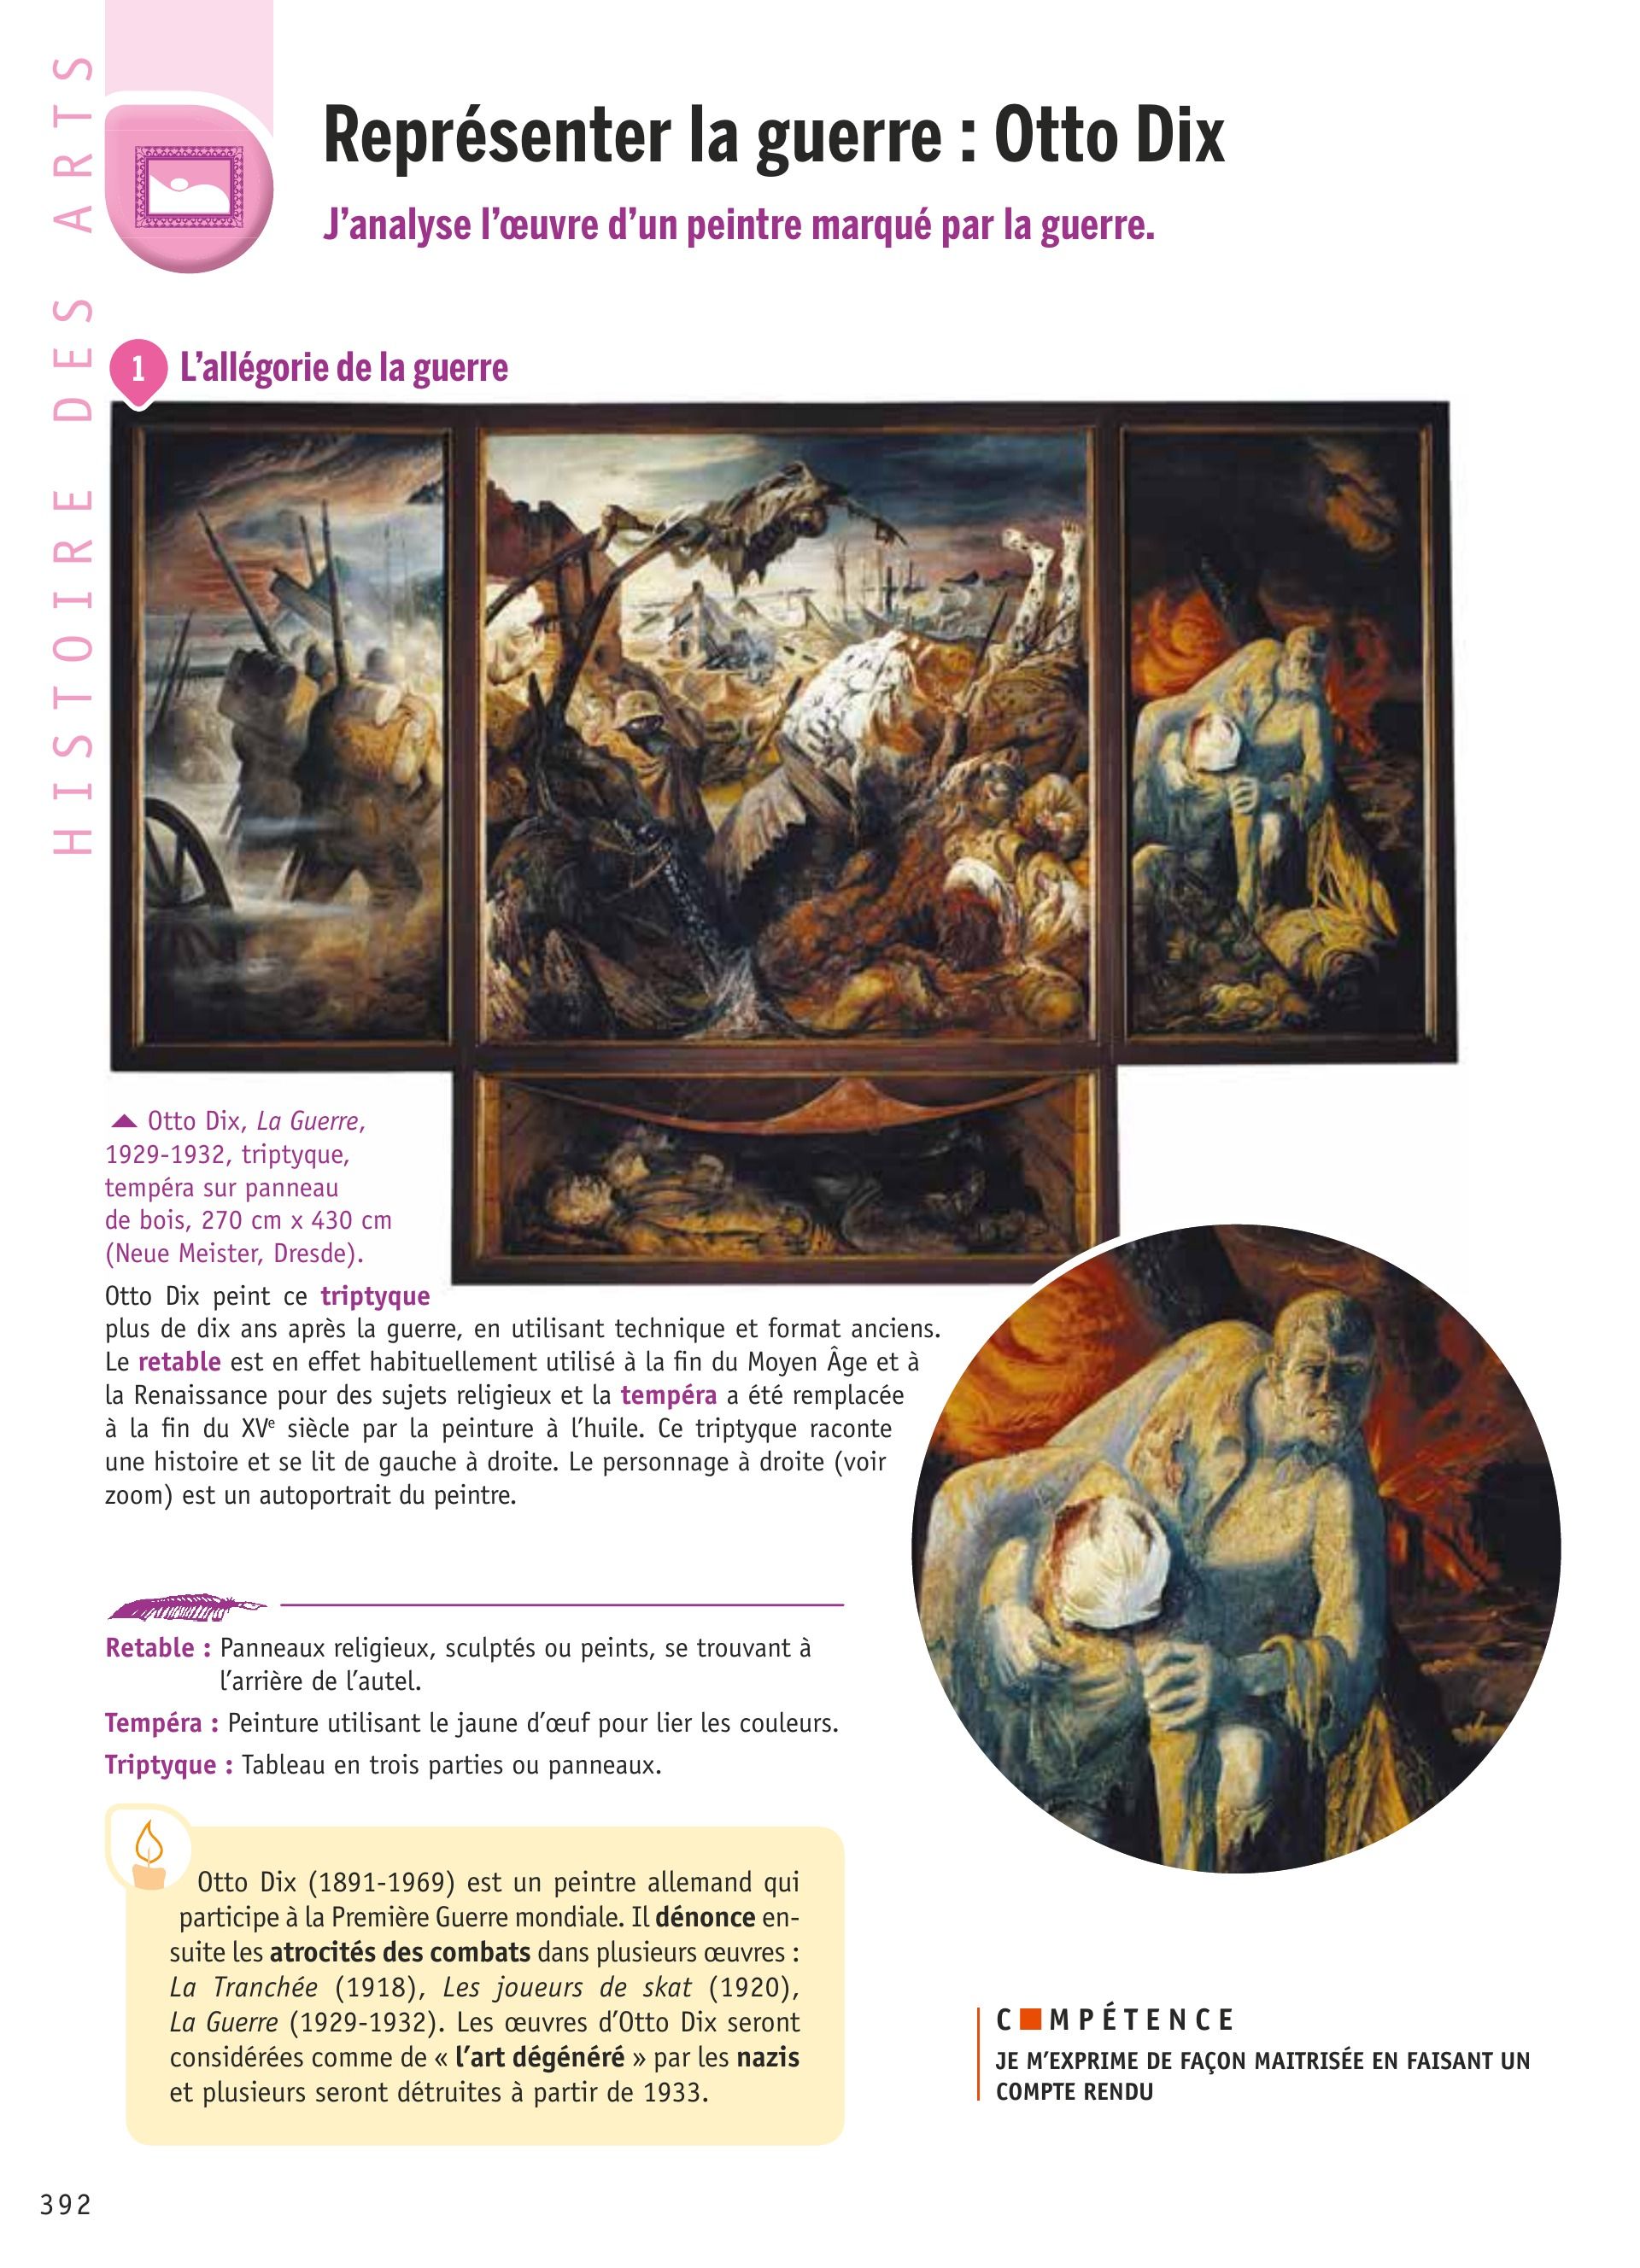 HISTOIRE DES ARTS
Représenter la guerre : Otto Dix
J'analyse l'œuvre d'un peintre marqué par la guerre.
1 L'allégorie de la guerre
Otto Dix, La Guerre,
1929-1932, triptyque,
tempéra sur panneau
de bois, 270 cm x 430 cm
(Neue Meister, Dresde).
Otto Dix peint ce triptyque
plus de dix ans après la guerre, en utilisant technique et format anciens.
Le retable est en effet habituellement utilisé à la fin du Moyen Âge et à
la Renaissance pour des sujets religieux et la tempéra a été remplacée
à la fin du XVe siècle par la peinture à l'huile. Ce triptyque raconte
une histoire et se lit de gauche à droite. Le personnage à droite (voir
zoom) est un autoportrait du peintre.
Retable : Panneaux religieux, sculptés ou peints, se trouvant à
l'arrière de l'autel.
Tempéra : Peinture utilisant le jaune d'œuf pour lier les couleurs.
Triptyque : Tableau en trois parties ou panneaux.
Otto Dix (1891-1969) est un peintre allemand qui
participe à la Première Guerre mondiale. Il dénonce en-
suite les atrocités des combats dans plusieurs œuvres :
La Tranchée (1918), Les joueurs de skat (1920),
La Guerre (1929-1932). Les œuvres d'Otto Dix seront
considérées comme de « l'art dégénéré » par les nazis
et plusieurs seront détruites à partir de 1933.
C■MPÉTENCE
JE M'EXPRIME DE FAÇON MAITRISÉE EN FAISANT UN
COMPTE RENDU
392